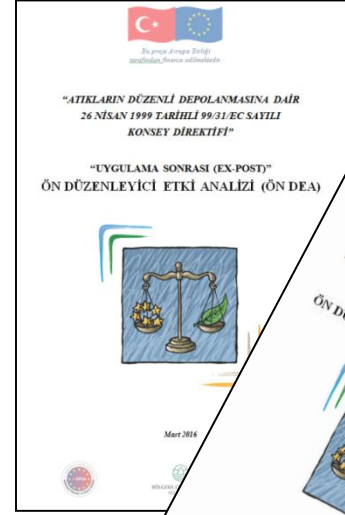 Bu proje Avrupa Birliği
tarafından finanse edilmektedir
“ATIKLARIN DÜZENLİ DEPOLANMASINA DAİR
26 NİSAN 1999 TARİHLİ 99/31/EC SAYILI
KONSEY DİREKTİFİ”
“UYGULAMA SONRASI (EX-POST)”
ÖN DÜZENLEYİCİ ETKİ ANALİZİ (ÖN DEA)
Mart 2016